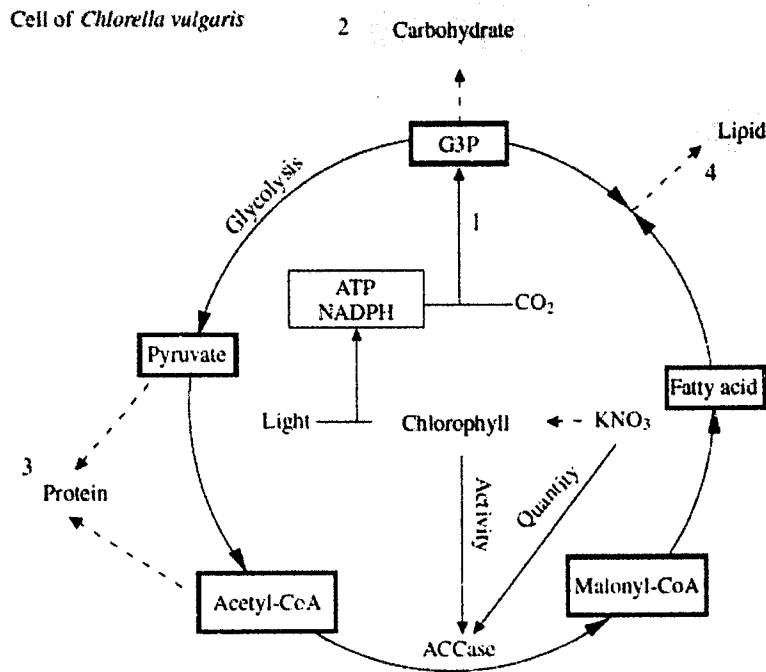 Cell of Chlorella vulgaris
2
Carbohydrate
G3P
Lipid
4
Glycolysis
1
ATP
NADPH
CO2
Pyruvate
Fatty acid
Light
Chlorophyll
KNO3
3
Protein
Activity
Quantity
Acetyl-CoA
Malonyl-CoA
ACCase